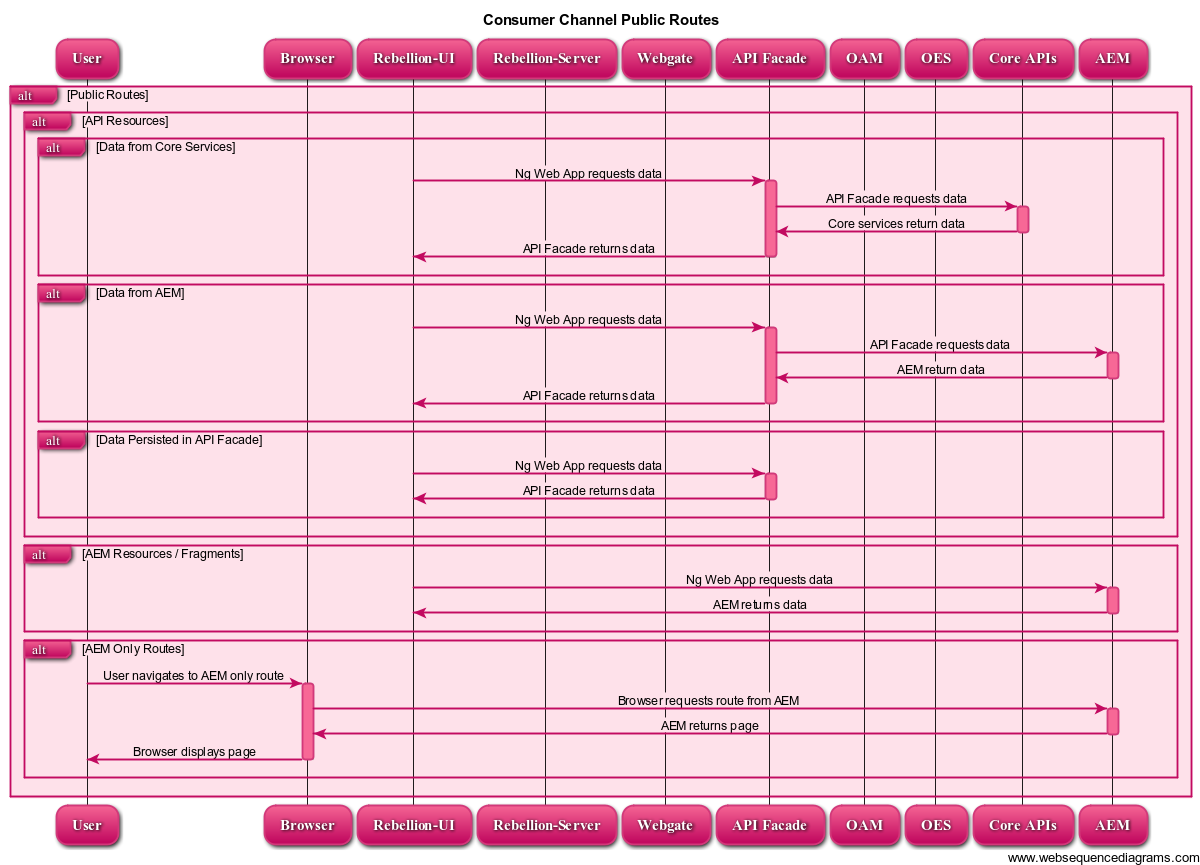 Consumer Channel Public Routes
User Browser Rebellion-UI Rebellion-Server Webgate API Facade OAM OES Core APIs AEM
alt [Public Routes]
alt [API Resources]
alt [Data from Core Services]
Ng Web App requests data
API Facade requests data
Core services return data
API Facade returns data
alt [Data from AEM]
Ng Web App requests data
API Facade requests data
AEM return data
API Facade returns data
alt [Data Persisted in API Facade]
Ng Web App requests data
API Facade returns data
alt [AEM Resources / Fragments]
Ng Web App requests data
AEM returns data
alt [AEM Only Routes]
User navigates to AEM only route
Browser requests route from AEM
AEM returns page
Browser displays page
User Browser Rebellion-UI Rebellion-Server Webgate API Facade OAM OES Core APIs AEM
www.websequencediagrams.com